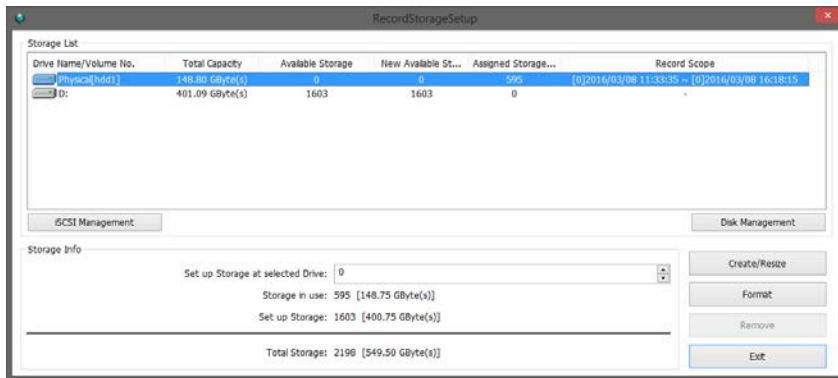 RecordStorageSetup
Storage List
Drive Name/Volume No. Total Capacity Available Storage New Available St... Assigned Storage... Record Scope
Physical[hdd1] 148.80 GByte(s) 0 0 595 [0]2016/03/08 11:33:35 ~ [0]2016/03/08 16:18:15
D: 401.09 GByte(s) 1603 1603 0 -
iSCSI Management Disk Management
Storage Info
Set up Storage at selected Drive: 0
Storage in use: 595 [148.75 GByte(s)]
Set up Storage: 1603 [400.75 GByte(s)]
Total Storage: 2198 [549.50 GByte(s)]
Create/Resize
Format
Remove
Exit